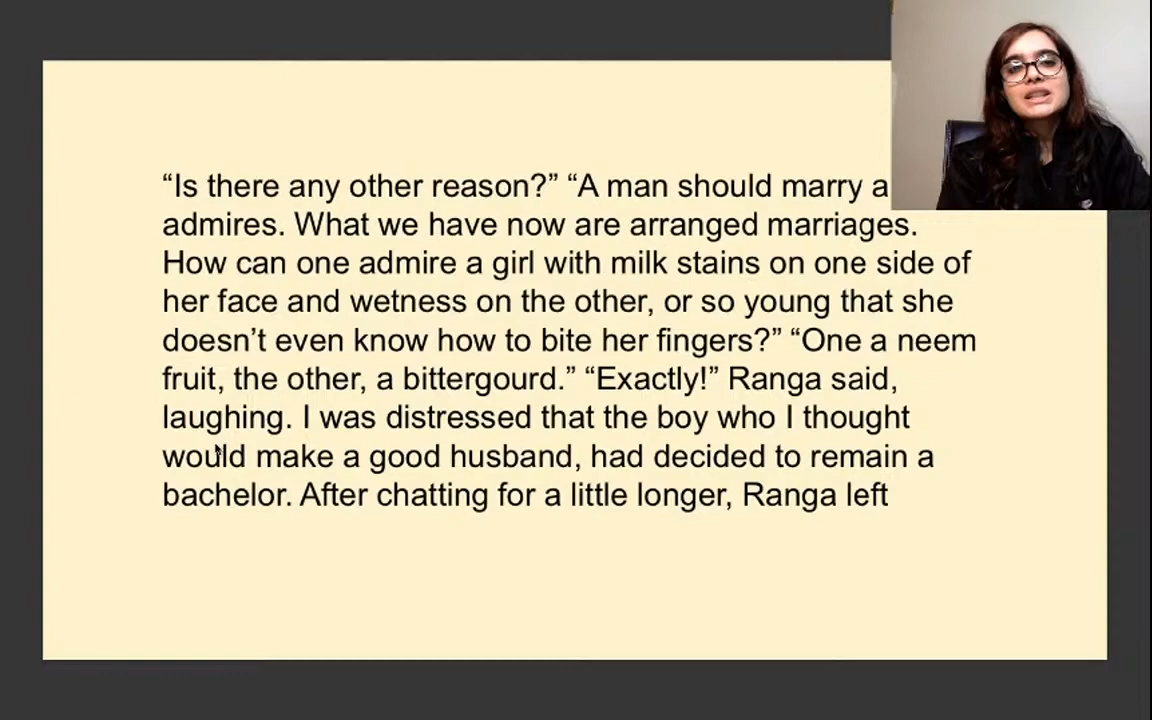 “Is there any other reason?” “A man should marry a
admires. What we have now are arranged marriages.
How can one admire a girl with milk stains on one side of
her face and wetness on the other, or so young that she
doesn’t even know how to bite her fingers?” “One a neem
fruit, the other, a bittergourd.” “Exactly!” Ranga said,
laughing. I was distressed that the boy who I thought
would make a good husband, had decided to remain a
bachelor. After chatting for a little longer, Ranga left